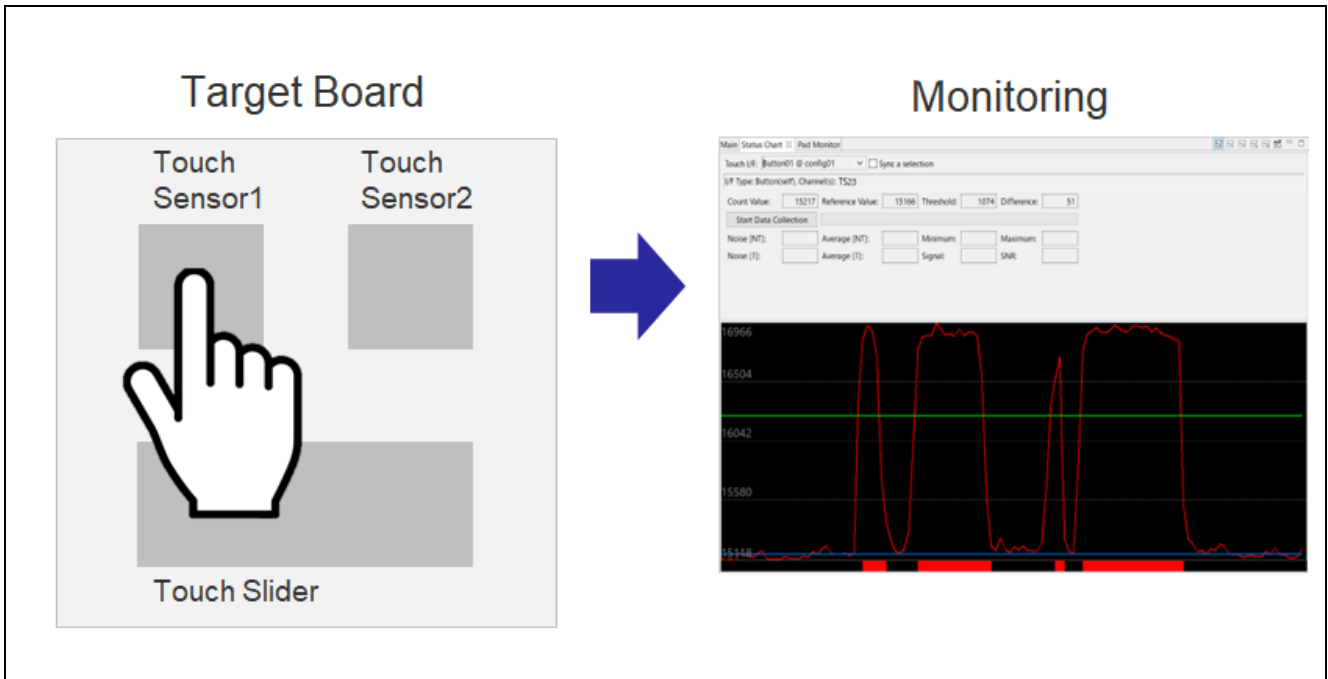 Target Board
Monitoring
Touch
Sensor1
Touch
Sensor2
Touch Slider
Main Status Chart Pad Monitor
Touch I/F: Button01 @ config01 Sync a selection
I/F Type: Button(self), Channel(s): TS23
Count Value: 15217 Reference Value: 15166 Threshold: 1074 Difference: 51
Start Data Collection
Noise [NT]: Average [NT]: Minimum: Maximum:
Noise [T]: Average [T]: Signal: SNR:
16966
16504
16042
15580
15118